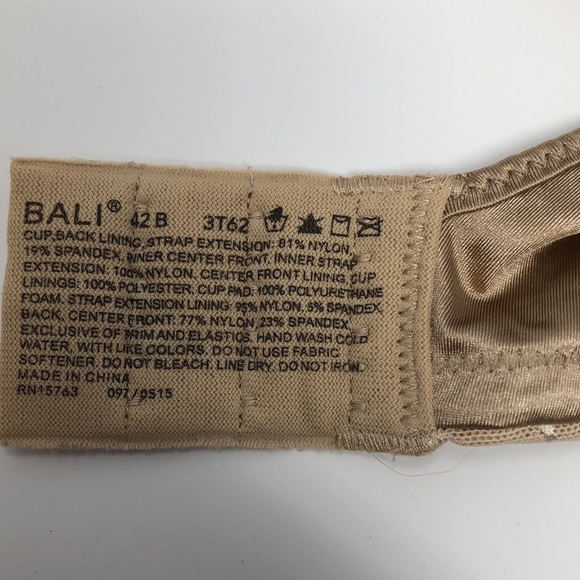 BALI® 42 B 3T62
CUP,BACK LINING, STRAP EXTENSION: 81% NYLON,
19% SPANDEX, INNER CENTER FRONT, INNER STRAP
EXTENSION: 100% NYLON. CENTER FRONT LINING, CUP
LININGS: 100% POLYESTER. CUP PAD: 100% POLYURETHANE
FOAM. STRAP EXTENSION LINING: 95% NYLON, 5% SPANDEX,
BACK, CENTER FRONT: 77% NYLON, 23% SPANDEX,
EXCLUSIVE OF TRIM AND ELASTICS. HAND WASH COLD
WATER, WITH LIKE COLORS. DO NOT USE FABRIC
SOFTENER. DO NOT BLEACH. LINE DRY. DO NOT IRON.
MADE IN CHINA
RN15763 097/0515